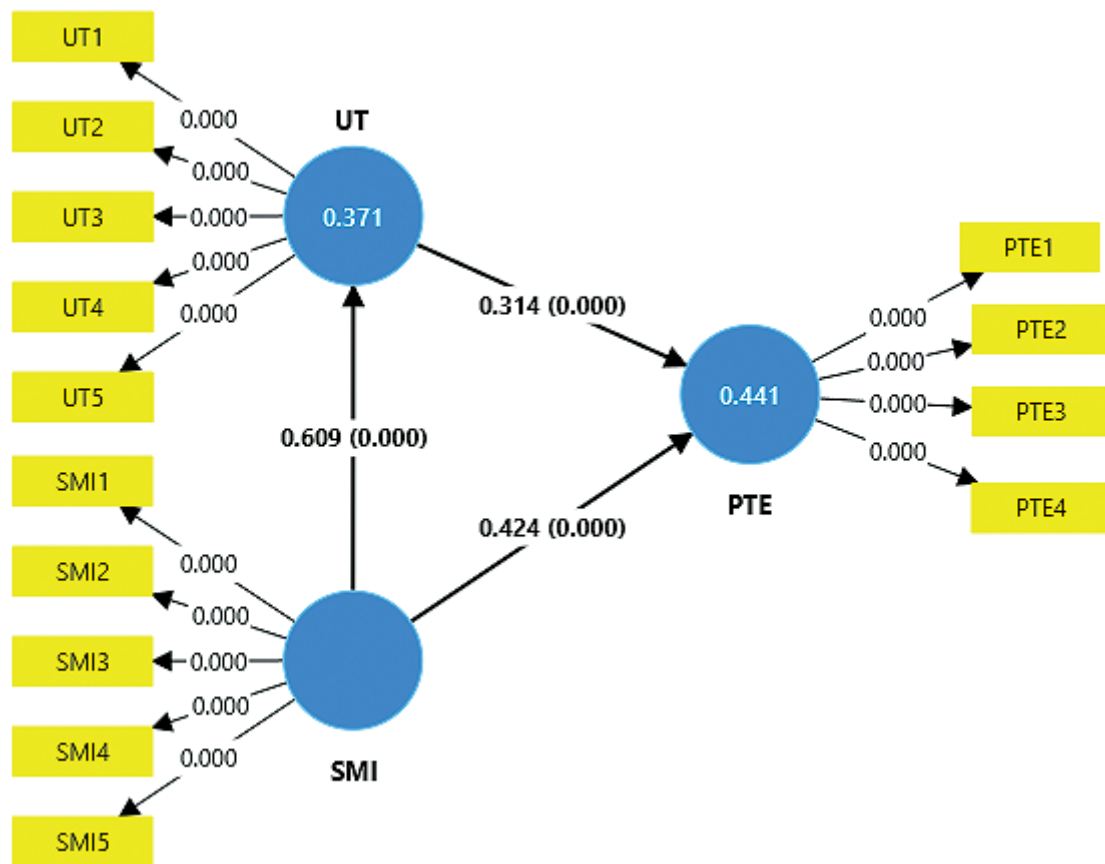 UT1
0.000
UT2
0.000
UT3
0.000
UT4
0.000
UT5
0.000
UT
0.371
0.314 (0.000)
0.609 (0.000)
SMI1
0.000
SMI2
0.000
SMI3
0.000
SMI4
0.000
SMI5
0.000
SMI
0.424 (0.000)
0.441
PTE
PTE1
0.000
PTE2
0.000
PTE3
0.000
PTE4
0.000